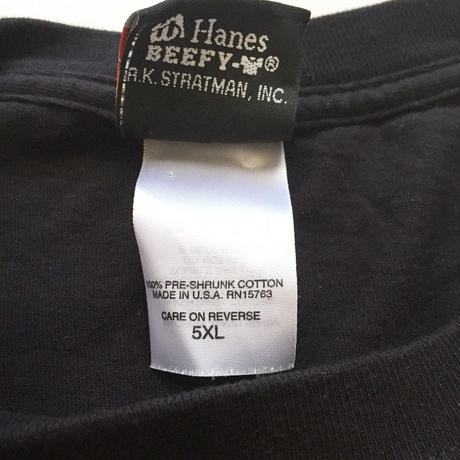 Hanes
BEEFY-T®
R.K. STRATMAN, INC.
100% PRE-SHRUNK COTTON
MADE IN U.S.A. RN15763
CARE ON REVERSE
5XL